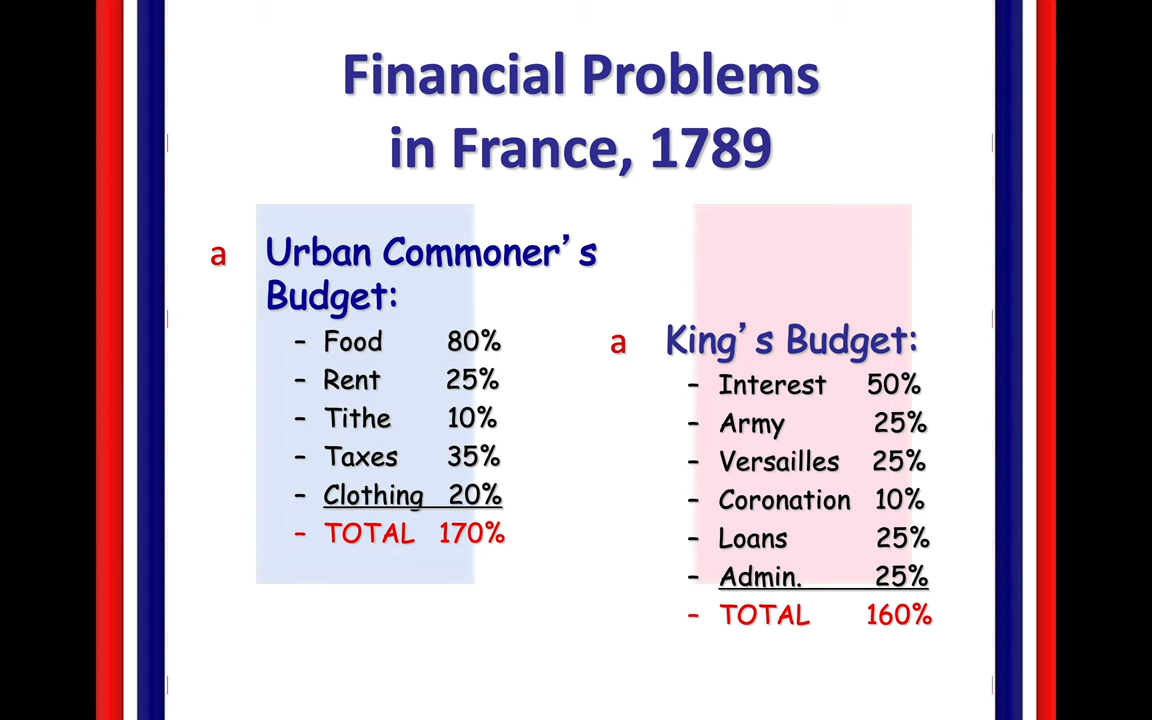 Financial Problems
in France, 1789
a Urban Commoner’s
Budget:
– Food 80%
– Rent 25%
– Tithe 10%
– Taxes 35%
– Clothing 20%
– TOTAL 170%
a King’s Budget:
– Interest 50%
– Army 25%
– Versailles 25%
– Coronation 10%
– Loans 25%
– Admin. 25%
– TOTAL 160%